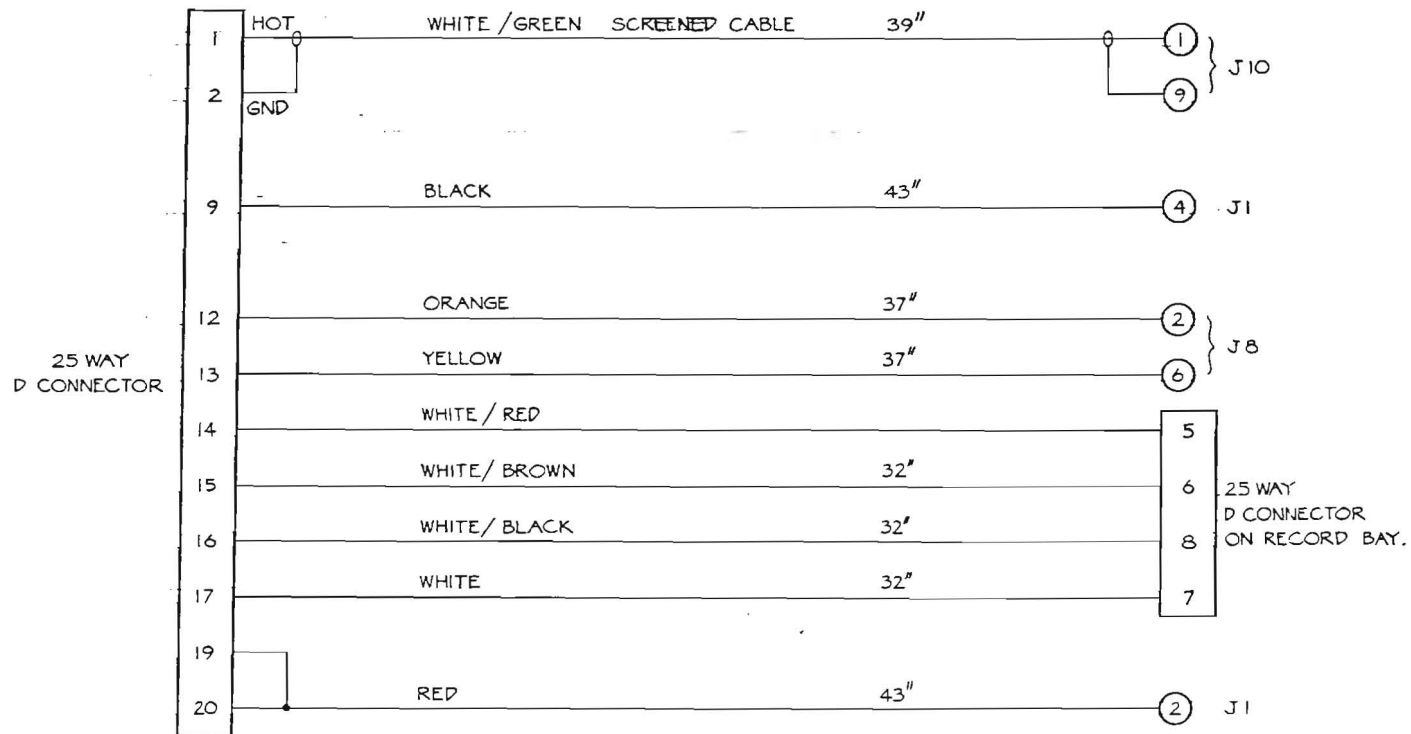 HOT WHITE/GREEN SCREENED CABLE 39"
1 1
J10
2 9
GND
BLACK 43"
9 4 J1
ORANGE 37"
12 2
J8
YELLOW 37"
13 6
25 WAY
D CONNECTOR
WHITE/RED
14 5
WHITE/BROWN 32"
15 6
WHITE/BLACK 32"
16 8
WHITE 32"
17 7
25 WAY
D CONNECTOR
ON RECORD BAY.
19
RED 43"
20 2 J1